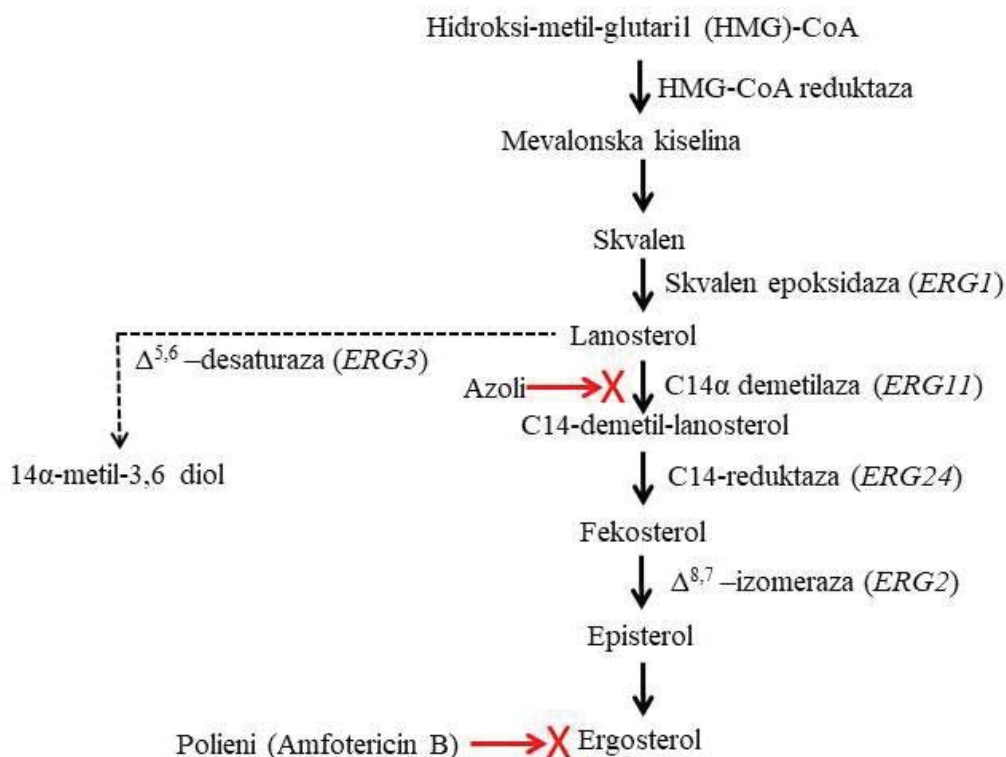 Hidroksi-metil-glutaril (HMG)-CoA
HMG-CoA reduktaza
Mevalonska kiselina
Skvalen
Skvalen epoksidaza (ERG1)
Lanosterol
Δ5,6 –desaturaza (ERG3)
Azoli
X
C14α demetilaza (ERG11)
C14-demetil-lanosterol
14α-metil-3,6 diol
C14-reduktaza (ERG24)
Fekosterol
Δ8,7 –izomeraza (ERG2)
Episterol
Polieni (Amfotericin B)
X
Ergosterol